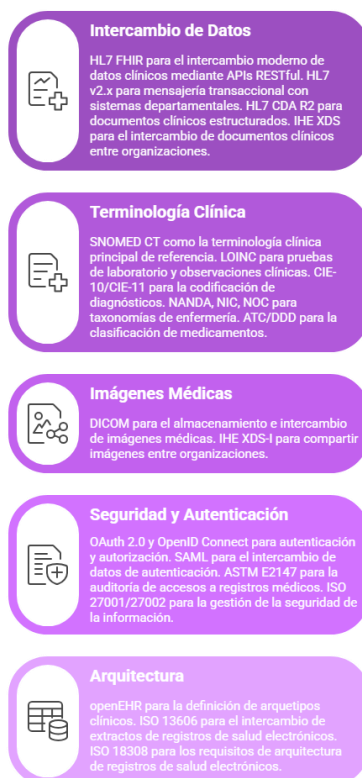 Intercambio de Datos
HL7 FHIR para el intercambio moderno de
datos clínicos mediante APIs RESTful. HL7
v2.x para mensajería transaccional con
sistemas departamentales. HL7 CDA R2 para
documentos clínicos estructurados. IHE XDS
para el intercambio de documentos clínicos
entre organizaciones.
Terminología Clínica
SNOMED CT como la terminología clínica
principal de referencia. LOINC para pruebas
de laboratorio y observaciones clínicas. CIE-
10/CIE-11 para la codificación de
diagnósticos. NANDA, NIC, NOC para
taxonomías de enfermería. ATC/DDD para la
clasificación de medicamentos.
Imágenes Médicas
DICOM para el almacenamiento e intercambio
de imágenes médicas. IHE XDS-I para compartir
imágenes entre organizaciones.
Seguridad y Autenticación
OAuth 2.0 y OpenID Connect para autenticación
y autorización. SAML para el intercambio de
datos de autenticación. ASTM E2147 para la
auditoría de accesos a registros médicos. ISO
27001/27002 para la gestión de la seguridad de
la información.
Arquitectura
openEHR para la definición de arquetipos
clínicos. ISO 13606 para el intercambio de
extractos de registros de salud electrónicos.
ISO 18308 para los requisitos de arquitectura
de registros de salud electrónicos.